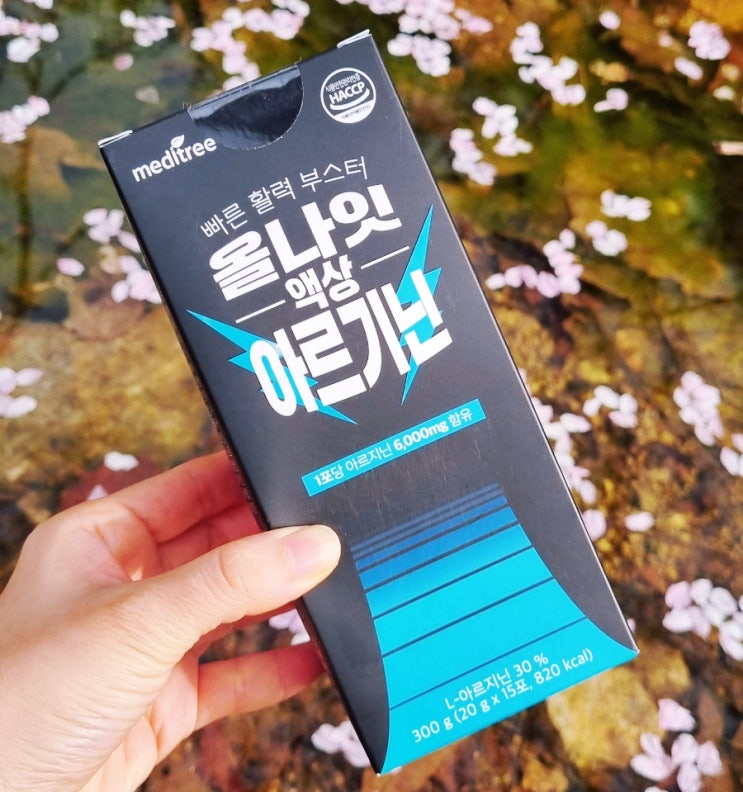 meditree
HACCP
빠른 활력 부스터
올나잇
액상
아르기닌
1포당 아르지닌 6,000mg 함유
L-아르지닌 30 %
300 g (20 g x 15포, 820 kcal)